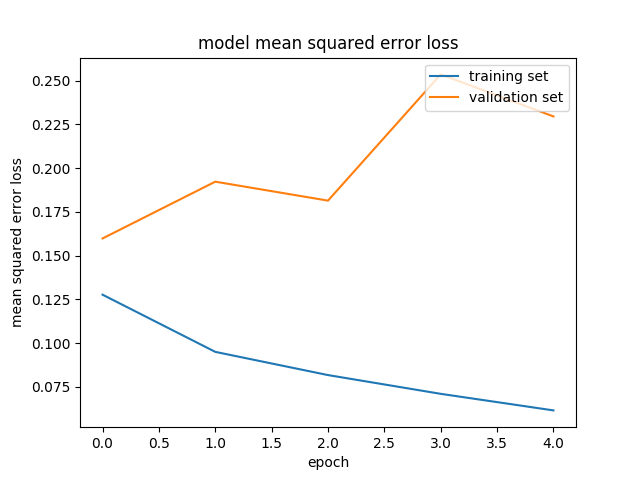 model mean squared error loss
training set
validation set
0.250
0.225
0.200
0.175
0.150
0.125
0.100
0.075
mean squared error loss
0.0 0.5 1.0 1.5 2.0 2.5 3.0 3.5 4.0
epoch